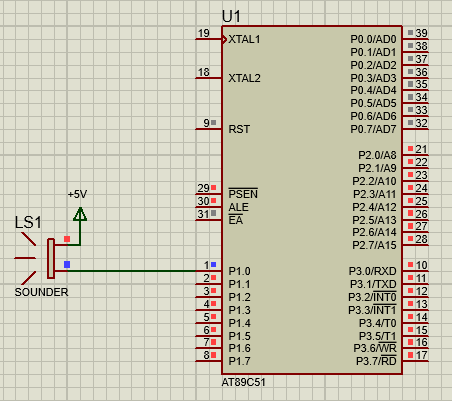 U1
19 XTAL1 P0.0/AD0 39
P0.1/AD1 38
P0.2/AD2 37
18 XTAL2 P0.3/AD3 36
P0.4/AD4 35
P0.5/AD5 34
P0.6/AD6 33
9 RST P0.7/AD7 32
P2.0/A8 21
P2.1/A9 22
P2.2/A10 23
29 PSEN P2.3/A11 24
30 ALE P2.4/A12 25
31 EA P2.5/A13 26
P2.6/A14 27
P2.7/A15 28
1 P1.0 P3.0/RXD 10
2 P1.1 P3.1/TXD 11
3 P1.2 P3.2/INT0 12
4 P1.3 P3.3/INT1 13
5 P1.4 P3.4/T0 14
6 P1.5 P3.5/T1 15
7 P1.6 P3.6/WR 16
8 P1.7 P3.7/RD 17
AT89C51
+5V
LS1
SOUNDER